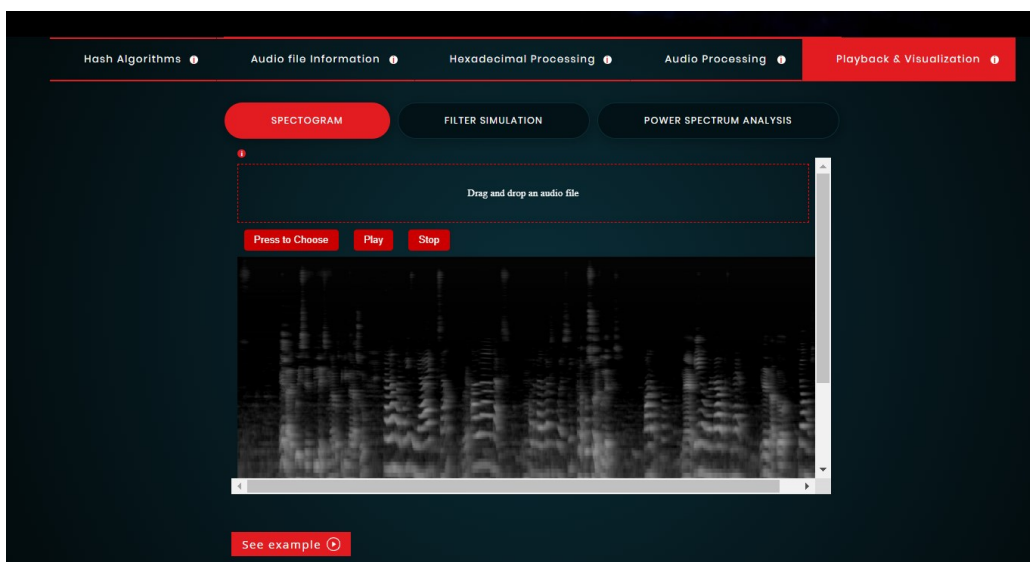 Hash Algorithms
Audio file Information
Hexadecimal Processing
Audio Processing
Playback & Visualization
SPECTOGRAM
FILTER SIMULATION
POWER SPECTRUM ANALYSIS
Drag and drop an audio file
Press to Choose
Play
Stop
See example